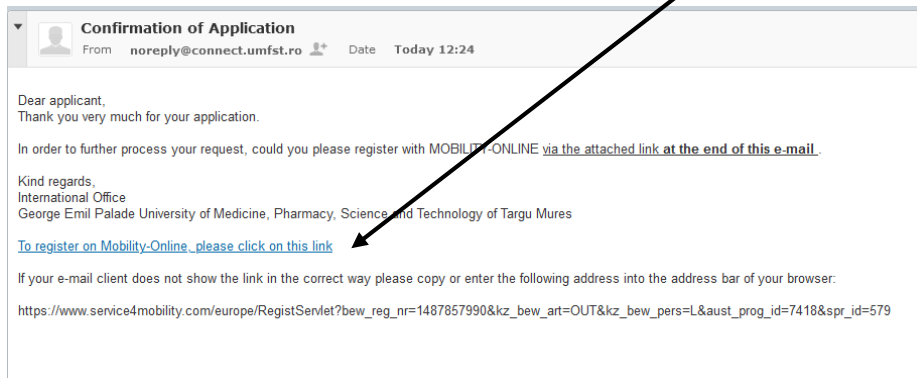 Confirmation of Application
From noreply@connect.umfst.ro Date Today 12:24
Dear applicant,
Thank you very much for your application.
In order to further process your request, could you please register with MOBILITY-ONLINE via the attached link at the end of this e-mail .
Kind regards,
International Office
George Emil Palade University of Medicine, Pharmacy, Science and Technology of Targu Mures
To register on Mobility-Online, please click on this link
If your e-mail client does not show the link in the correct way please copy or enter the following address into the address bar of your browser:
https://www.service4mobility.com/europe/RegistServlet?bew_reg_nr=1487857990&kz_bew_art=OUT&kz_bew_pers=L&aust_prog_id=7418&spr_id=579